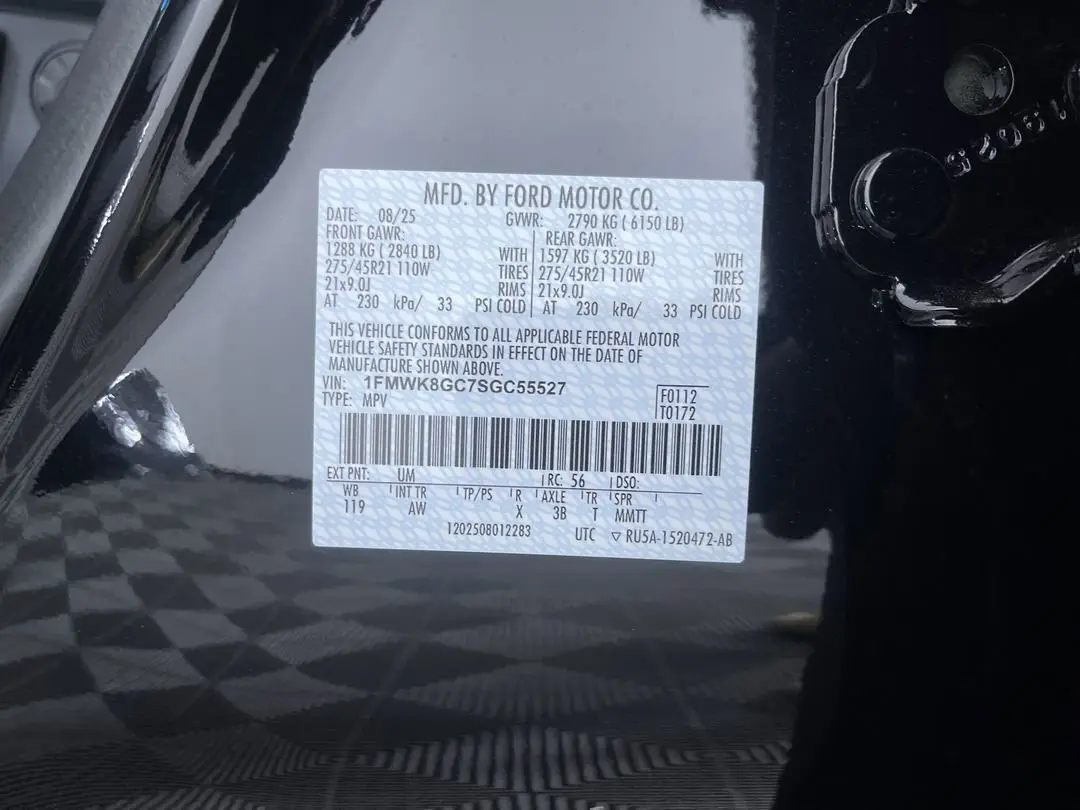 MFD. BY FORD MOTOR CO.
DATE: 08/25 GVWR: 2790 KG ( 6150 LB)
FRONT GAWR: REAR GAWR:
1288 KG ( 2840 LB) WITH 1597 KG ( 3520 LB) WITH
275/45R21 110W TIRES 275/45R21 110W TIRES
21x9.0J RIMS 21x9.0J RIMS
AT 230 kPa/ 33 PSI COLD AT 230 kPa/ 33 PSI COLD
THIS VEHICLE CONFORMS TO ALL APPLICABLE FEDERAL MOTOR
VEHICLE SAFETY STANDARDS IN EFFECT ON THE DATE OF
MANUFACTURE SHOWN ABOVE.
VIN: 1FMWK8GC7SGC55527
TYPE: MPV
F0112
T0172
EXT PNT: UM RC: 56 DSO:
WB INT TR TP/PS R AXLE TR SPR
119 AW X 3B T MMTT
1202508012283 UTC ▽ RU5A-1520472-AB